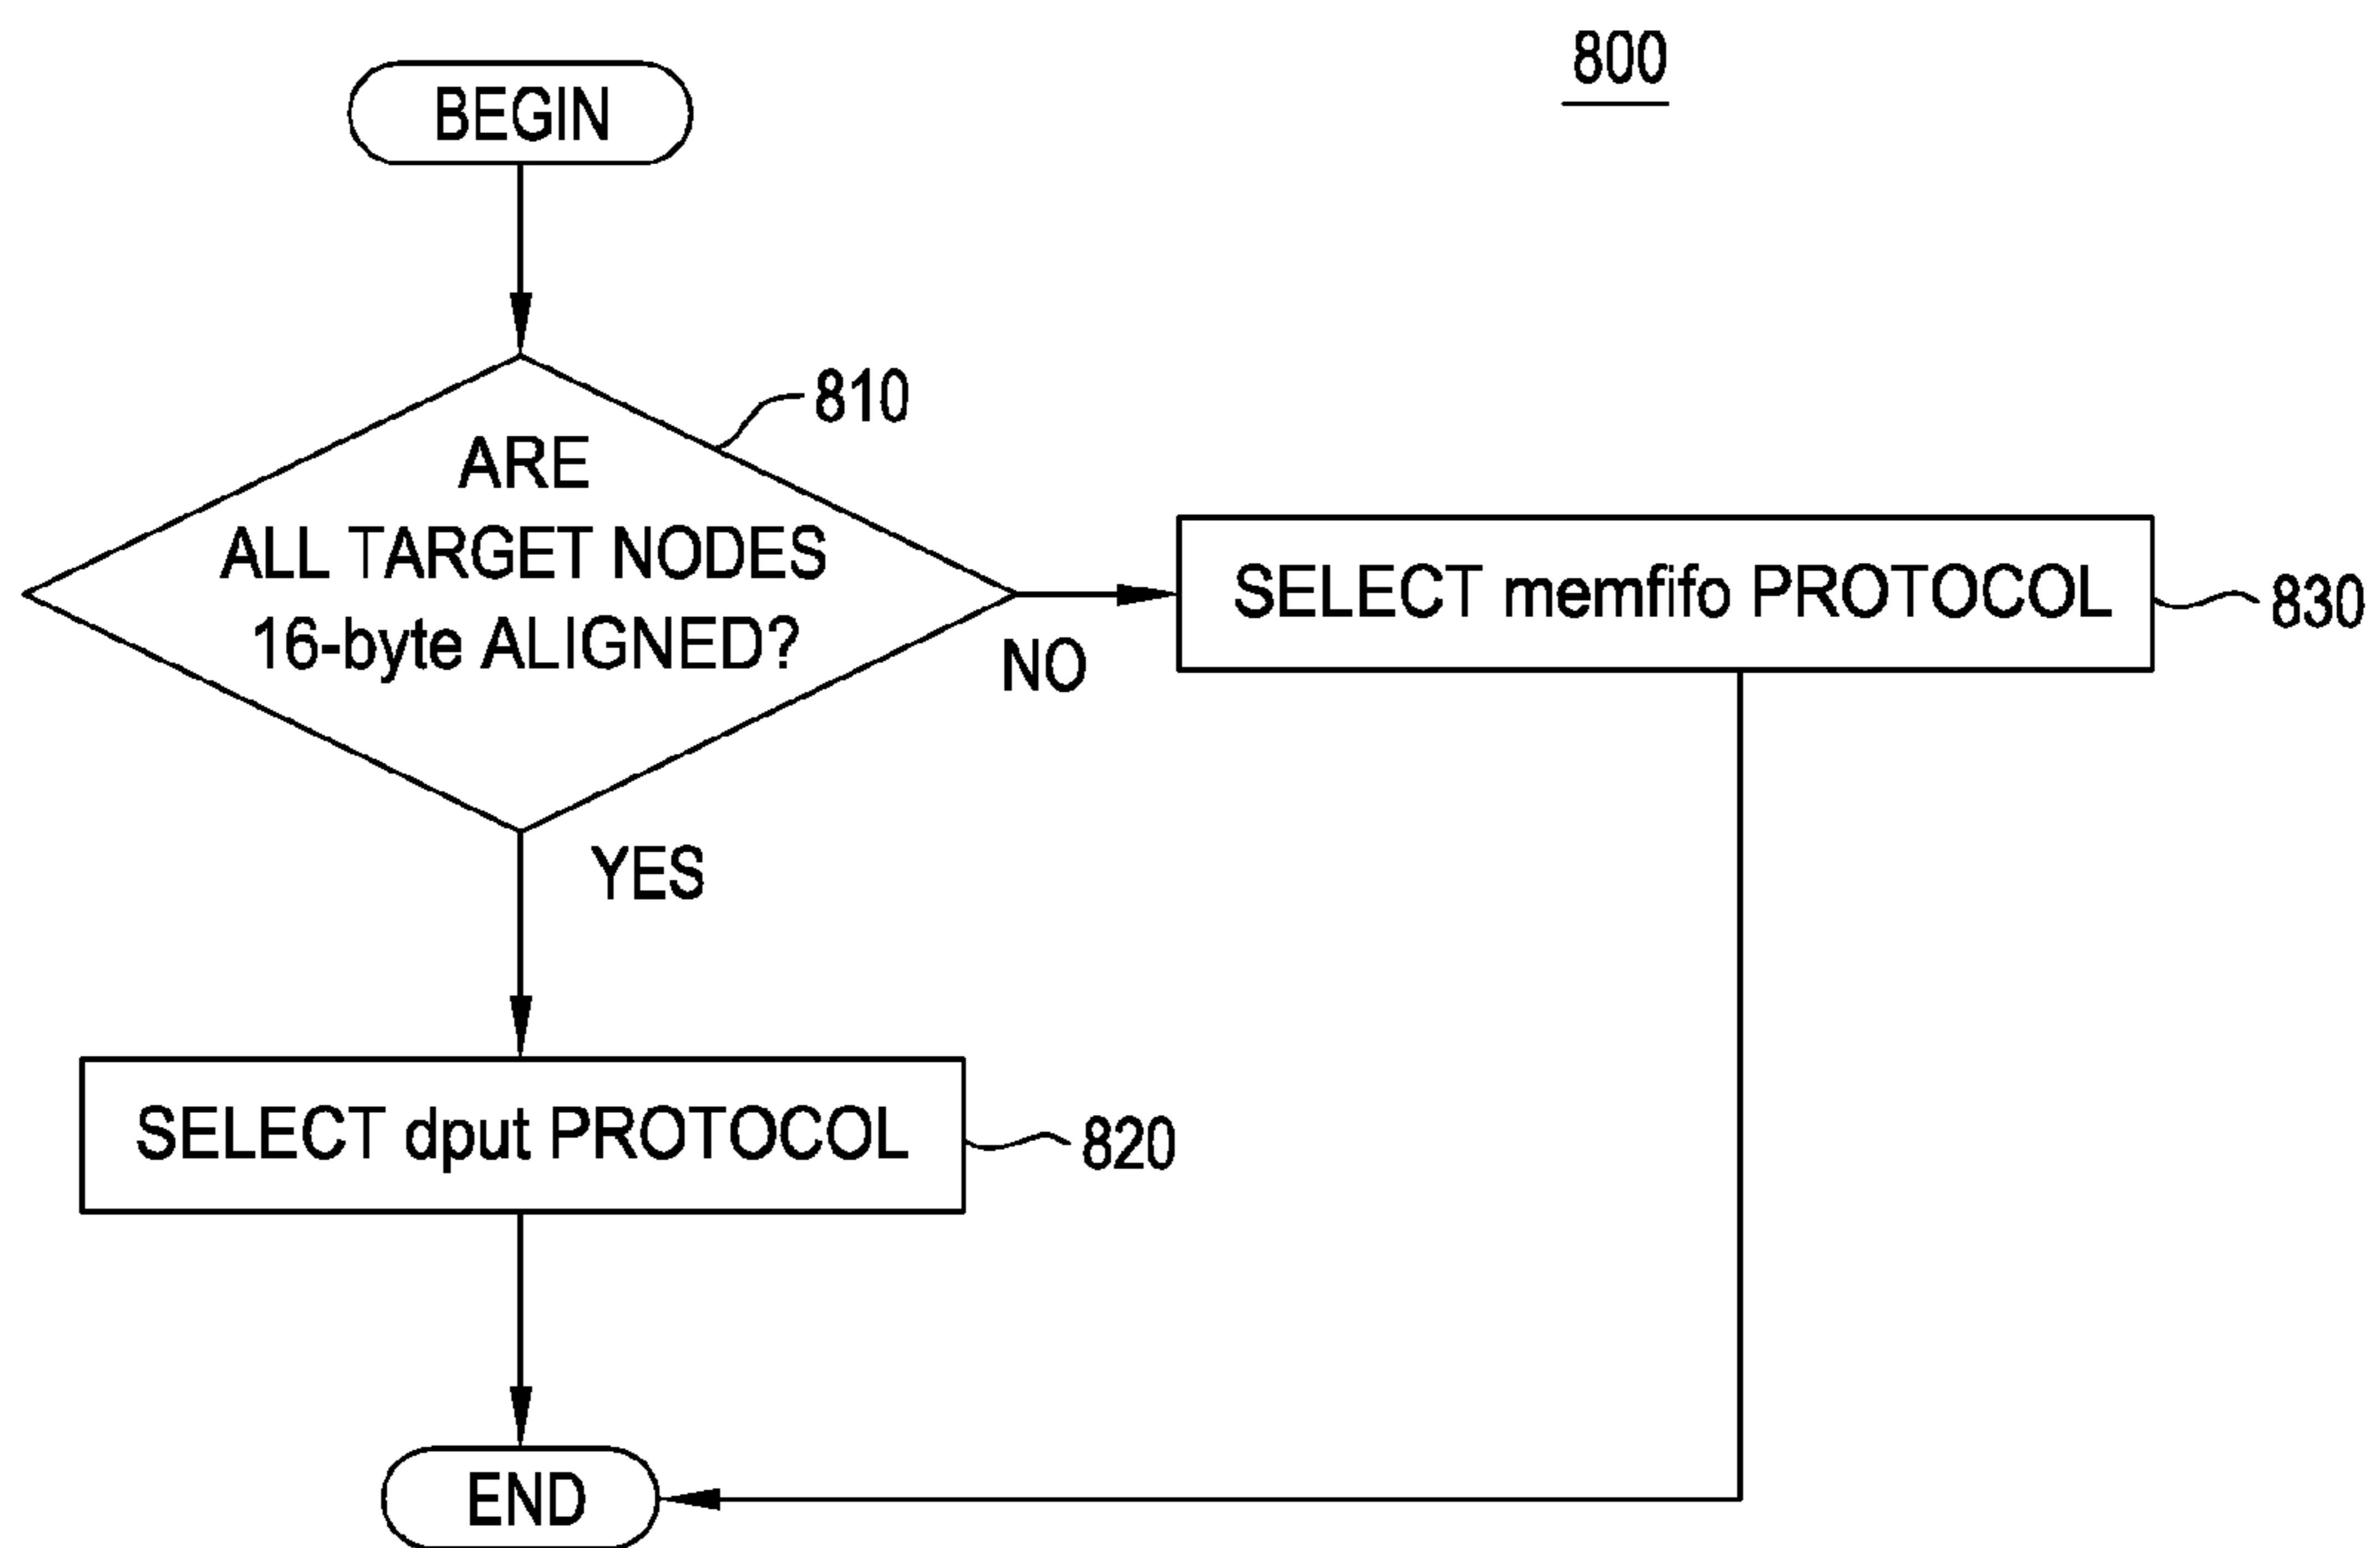 800
BEGIN
810
ARE
ALL TARGET NODES
16-byte ALIGNED?
NO
SELECT memfifo PROTOCOL
830
YES
SELECT dput PROTOCOL
820
END